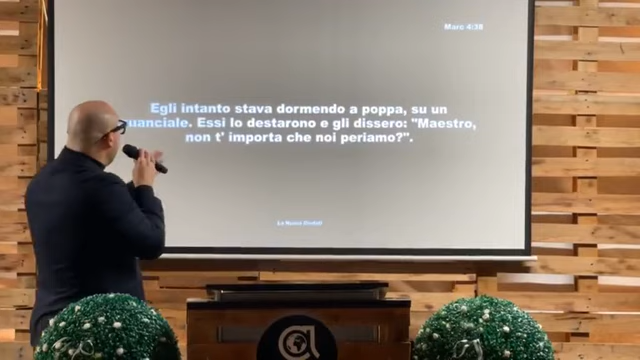 Marc 4:38
Egli intanto stava dormendo a poppa, su un
guanciale. Essi lo destarono e gli dissero: "Maestro,
non t' importa che noi periamo?".
La Nuova Diodati
a